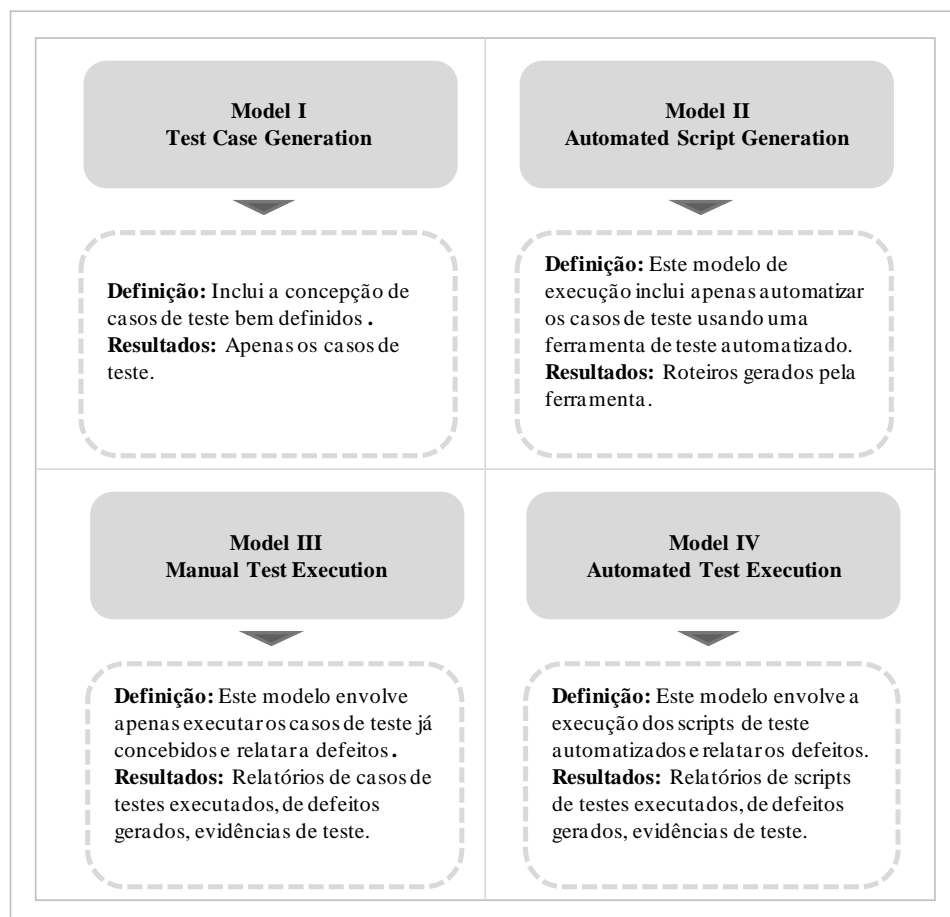 Model I
Test Case Generation
Definição: Inclui a concepção de
casos de teste bem definidos .
Resultados: Apenas os casos de
teste.
Model II
Automated Script Generation
Definição: Este modelo de
execução inclui apenas automatizar
os casos de teste usando uma
ferramenta de teste automatizado.
Resultados: Roteiros gerados pela
ferramenta.
Model III
Manual Test Execution
Definição: Este modelo envolve
apenas executar os casos de teste já
concebidos e relatar a defeitos .
Resultados: Relatórios de casos de
testes executados, de defeitos
gerados, evidências de teste.
Model IV
Automated Test Execution
Definição: Este modelo envolve a
execução dos scripts de teste
automatizados e relatar os defeitos.
Resultados: Relatórios de scripts
de testes executados, de defeitos
gerados, evidências de teste.